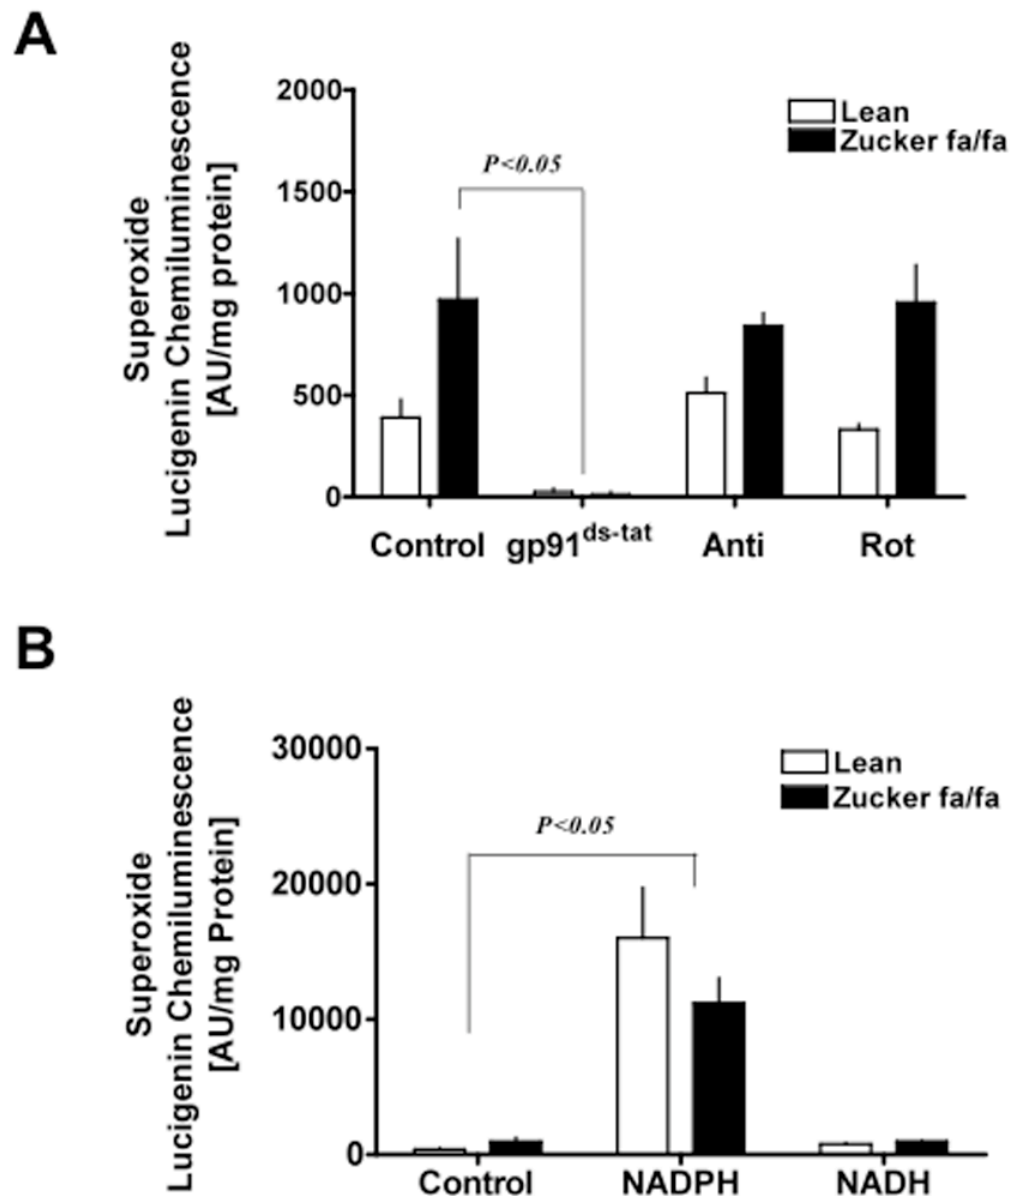 A
Superoxide
Lucigenin Chemiluminescence
[AU/mg protein]
2000
1500
1000
500
0
P<0.05
Lean
Zucker fa/fa
Control gp91ds-tat Anti Rot
B
Superoxide
Lucigenin Chemiluminescence
[AU/mg Protein]
30000
20000
10000
0
P<0.05
Lean
Zucker fa/fa
Control NADPH NADH